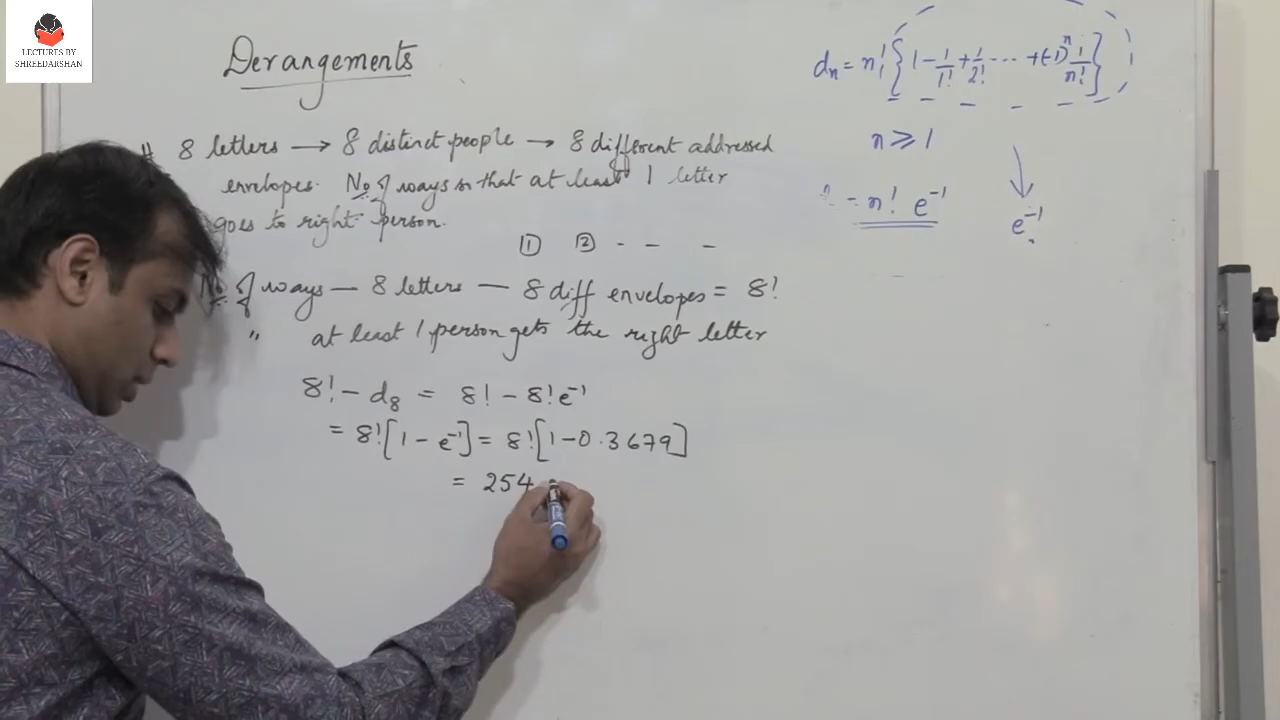 LECTURES BY
SHREEDARSHAN
Derangements
# 8 letters → 8 distinct people → 8 different addressed
envelopes. No of ways so that at least 1 letter
goes to right person.
① ② - - -
No of ways — 8 letters — 8 diff envelopes = 8!
" at least 1 person gets the right letter
8! - d₈ = 8! - 8! e⁻¹
= 8! [1 - e⁻¹] = 8! [1 - 0.3679]
= 254
dₙ = n! { 1 - 1/1! + 1/2! ... + (-1)ⁿ 1/n! }
n ≥ 1
= n! e⁻¹
e⁻¹